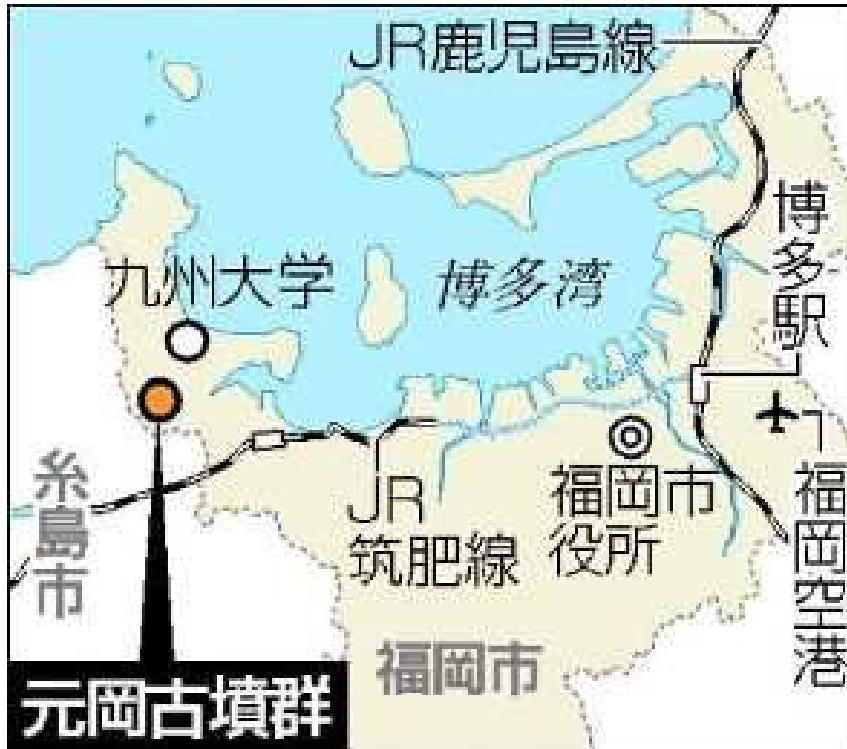 JR鹿児島線
博多駅
九州大学
博多湾
糸島市
JR
筑肥線
福岡市
役所
福岡空港
福岡市
元岡古墳群